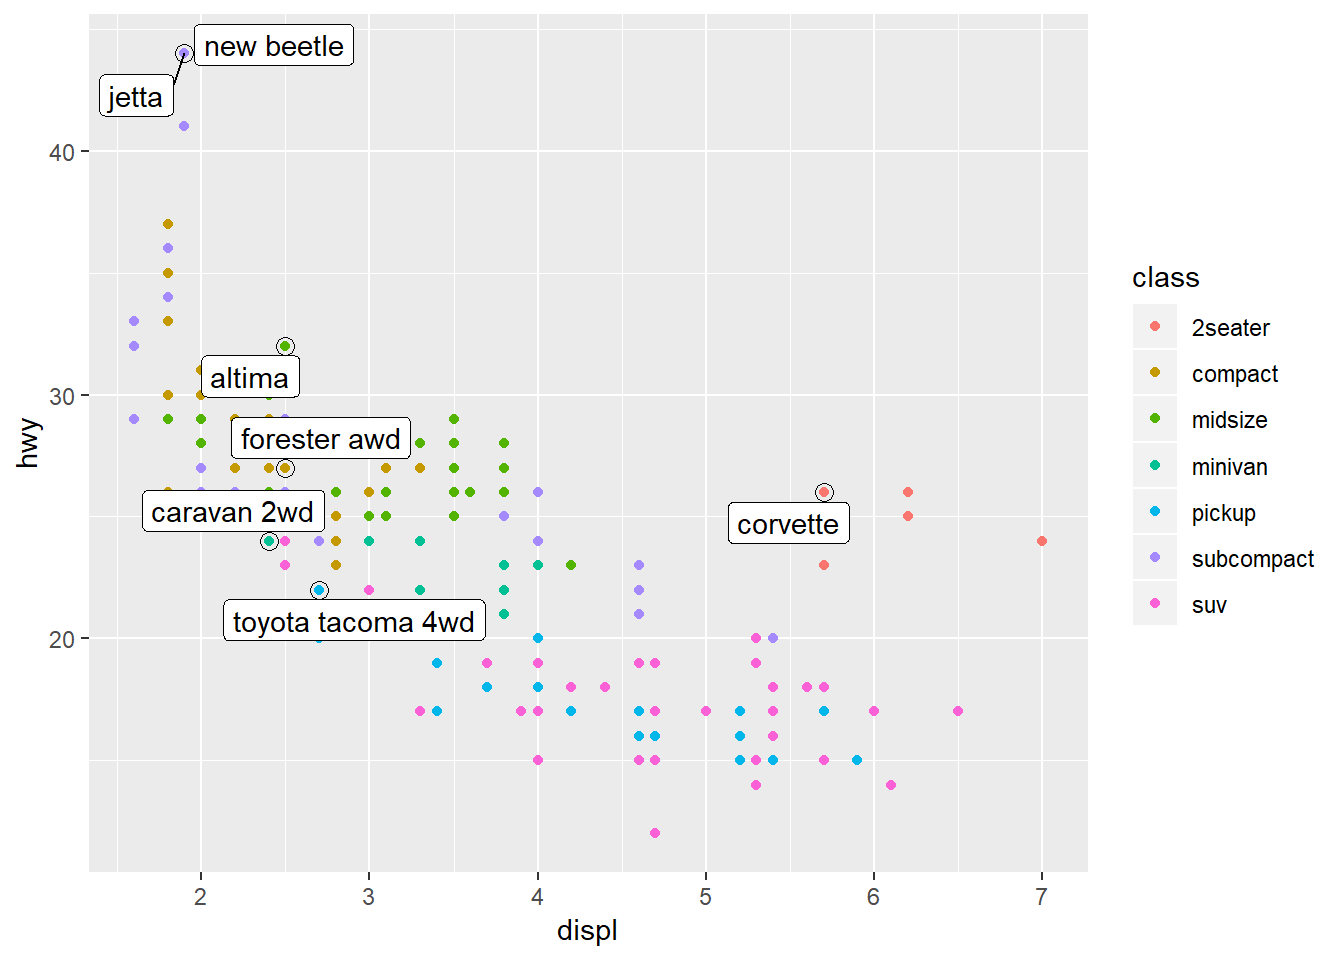 new beetle
jetta
40
altima
30
forester awd
caravan 2wd
corvette
toyota tacoma 4wd
20
hwy
2 3 4 5 6 7
displ
class
2seater
compact
midsize
minivan
pickup
subcompact
suv